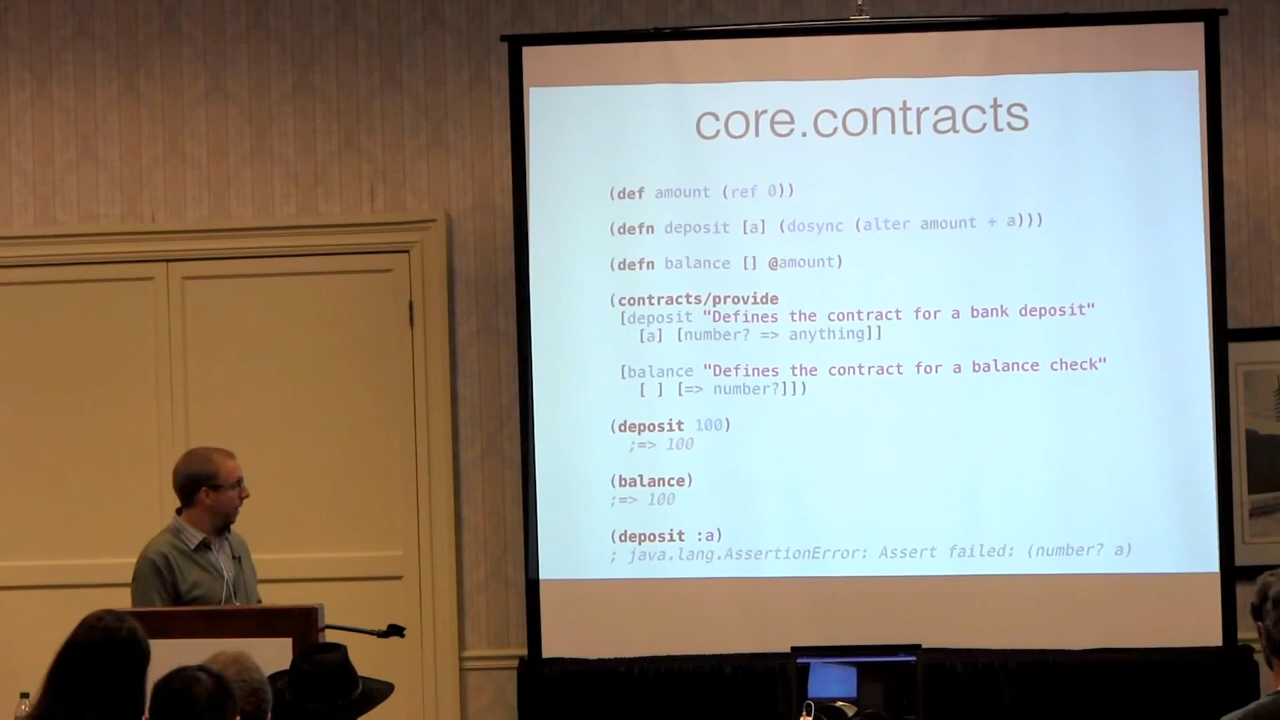 core.contracts
(def amount (ref 0))
(defn deposit [a] (dosync (alter amount + a)))
(defn balance [] @amount)
(contracts/provide
[deposit "Defines the contract for a bank deposit"
[a] [number? => anything]]
[balance "Defines the contract for a balance check"
[ ] [=> number?]])
(deposit 100)
;=> 100
(balance)
;=> 100
(deposit :a)
; java.lang.AssertionError: Assert failed: (number? a)